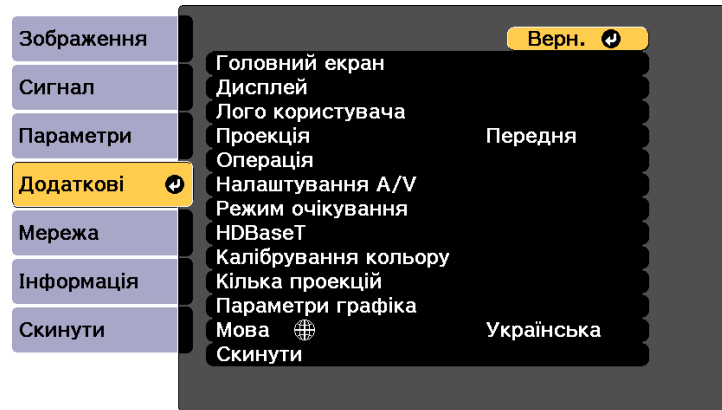 Зображення
Сигнал
Параметри
Додаткові
Мережа
Інформація
Скинути
Верн.
Головний екран
Дисплей
Лого користувача
Проекція Передня
Операція
Налаштування A/V
Режим очікування
HDBaseT
Калібрування кольору
Кілька проекцій
Параметри графіка
Мова Українська
Скинути